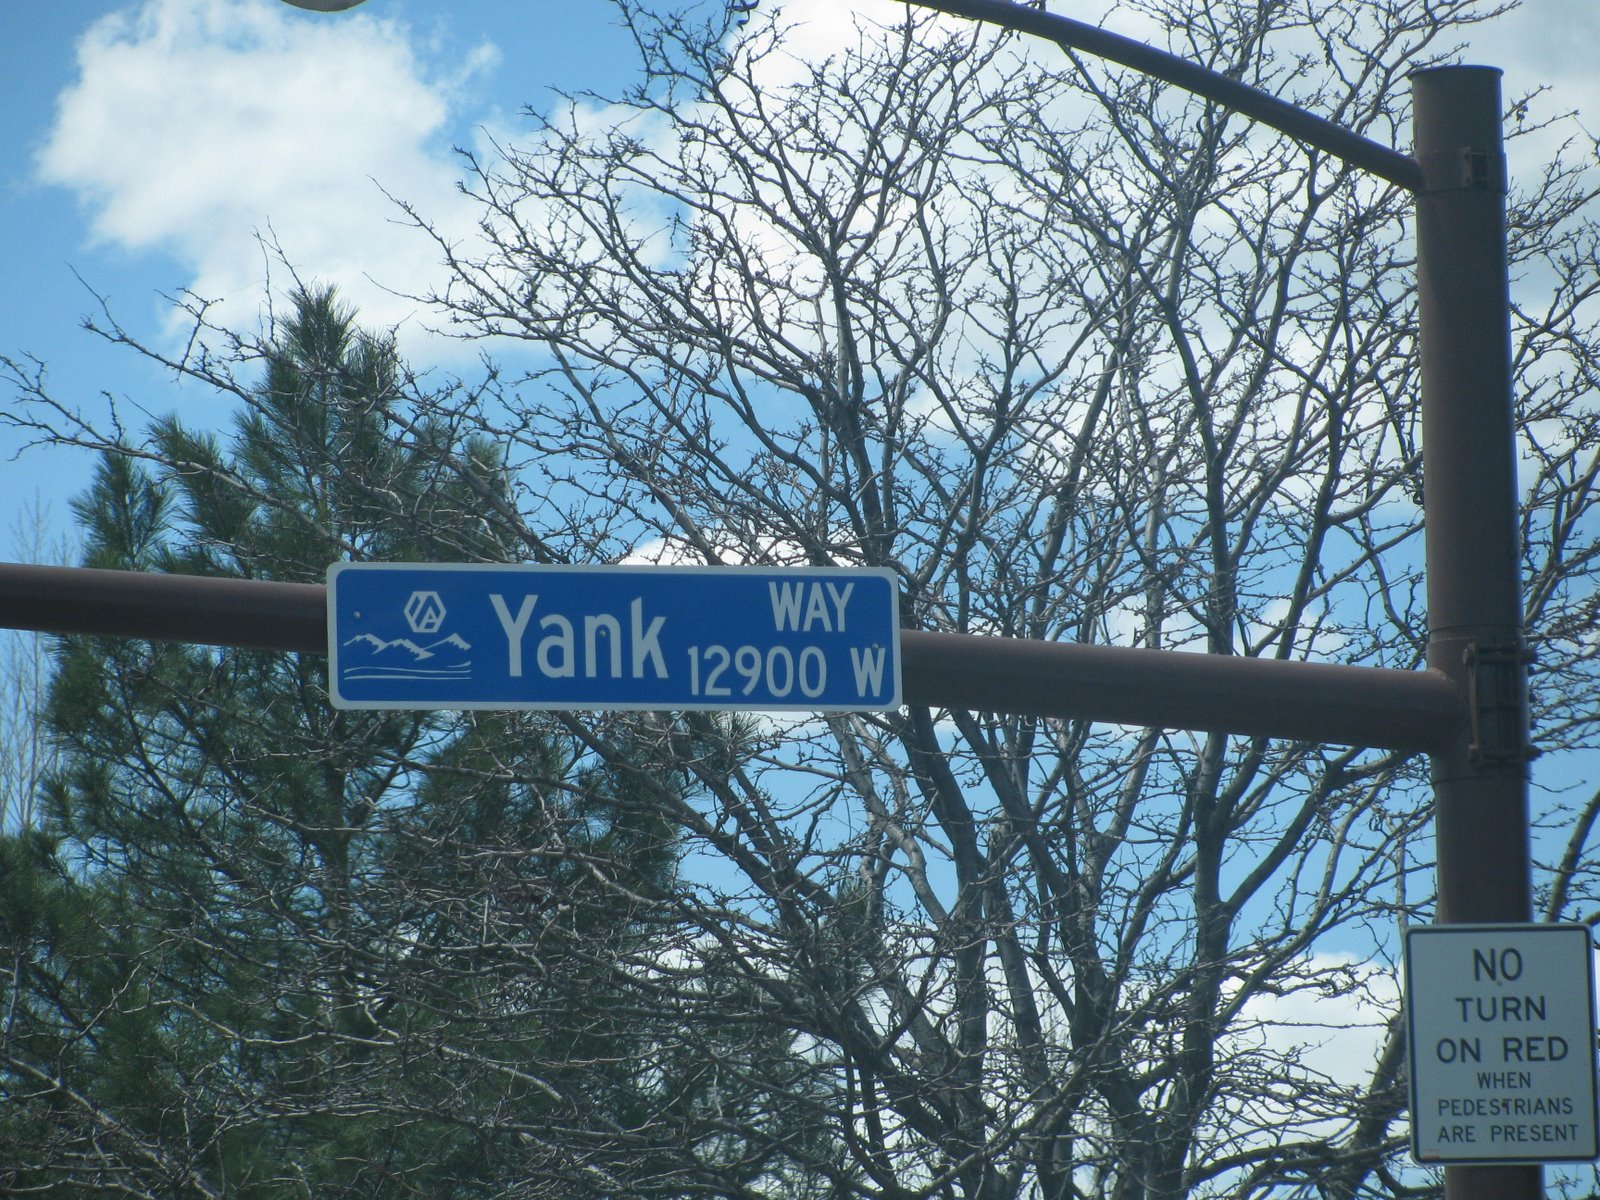 Yank WAY
12900 W
NO
TURN
ON RED
WHEN
PEDESTRIANS
ARE PRESENT